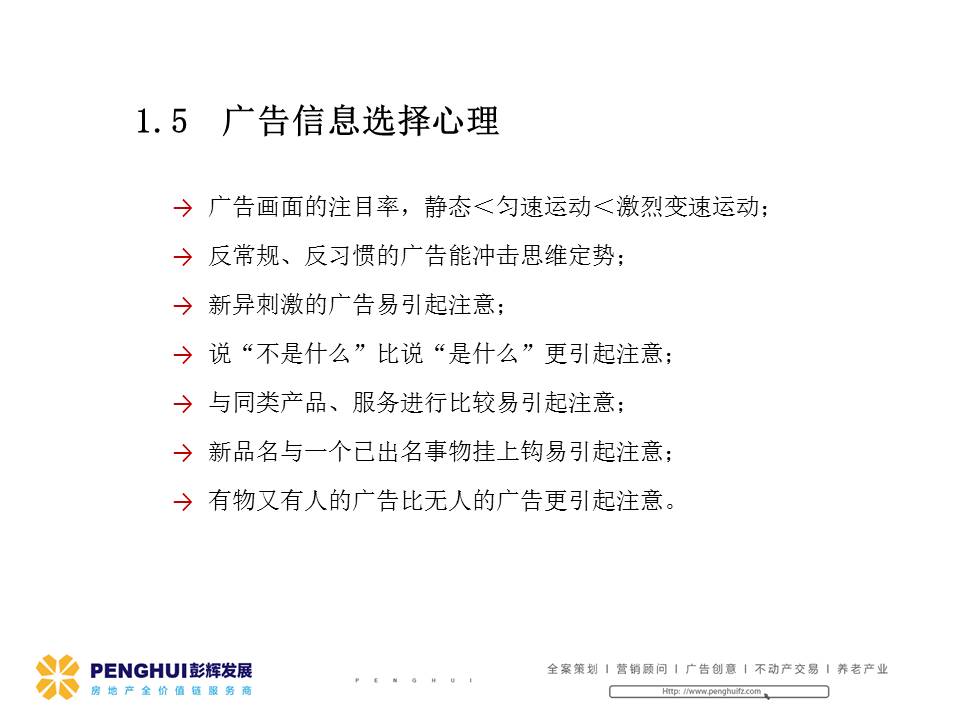 1.5 广告信息选择心理
→ 广告画面的注目率，静态＜匀速运动＜激烈变速运动；
→ 反常规、反习惯的广告能冲击思维定势；
→ 新异刺激的广告易引起注意；
→ 说“不是什么”比说“是什么”更引起注意；
→ 与同类产品、服务进行比较易引起注意；
→ 新品名与一个已出名事物挂上钩易引起注意；
→ 有物又有人的广告比无人的广告更引起注意。
PENGHUI彭辉发展
房地产全价值链服务商
PENGHUI
全案策划 I 营销顾问 I 广告创意 I 不动产交易 I 养老产业
Http: //www.penghuifz.com